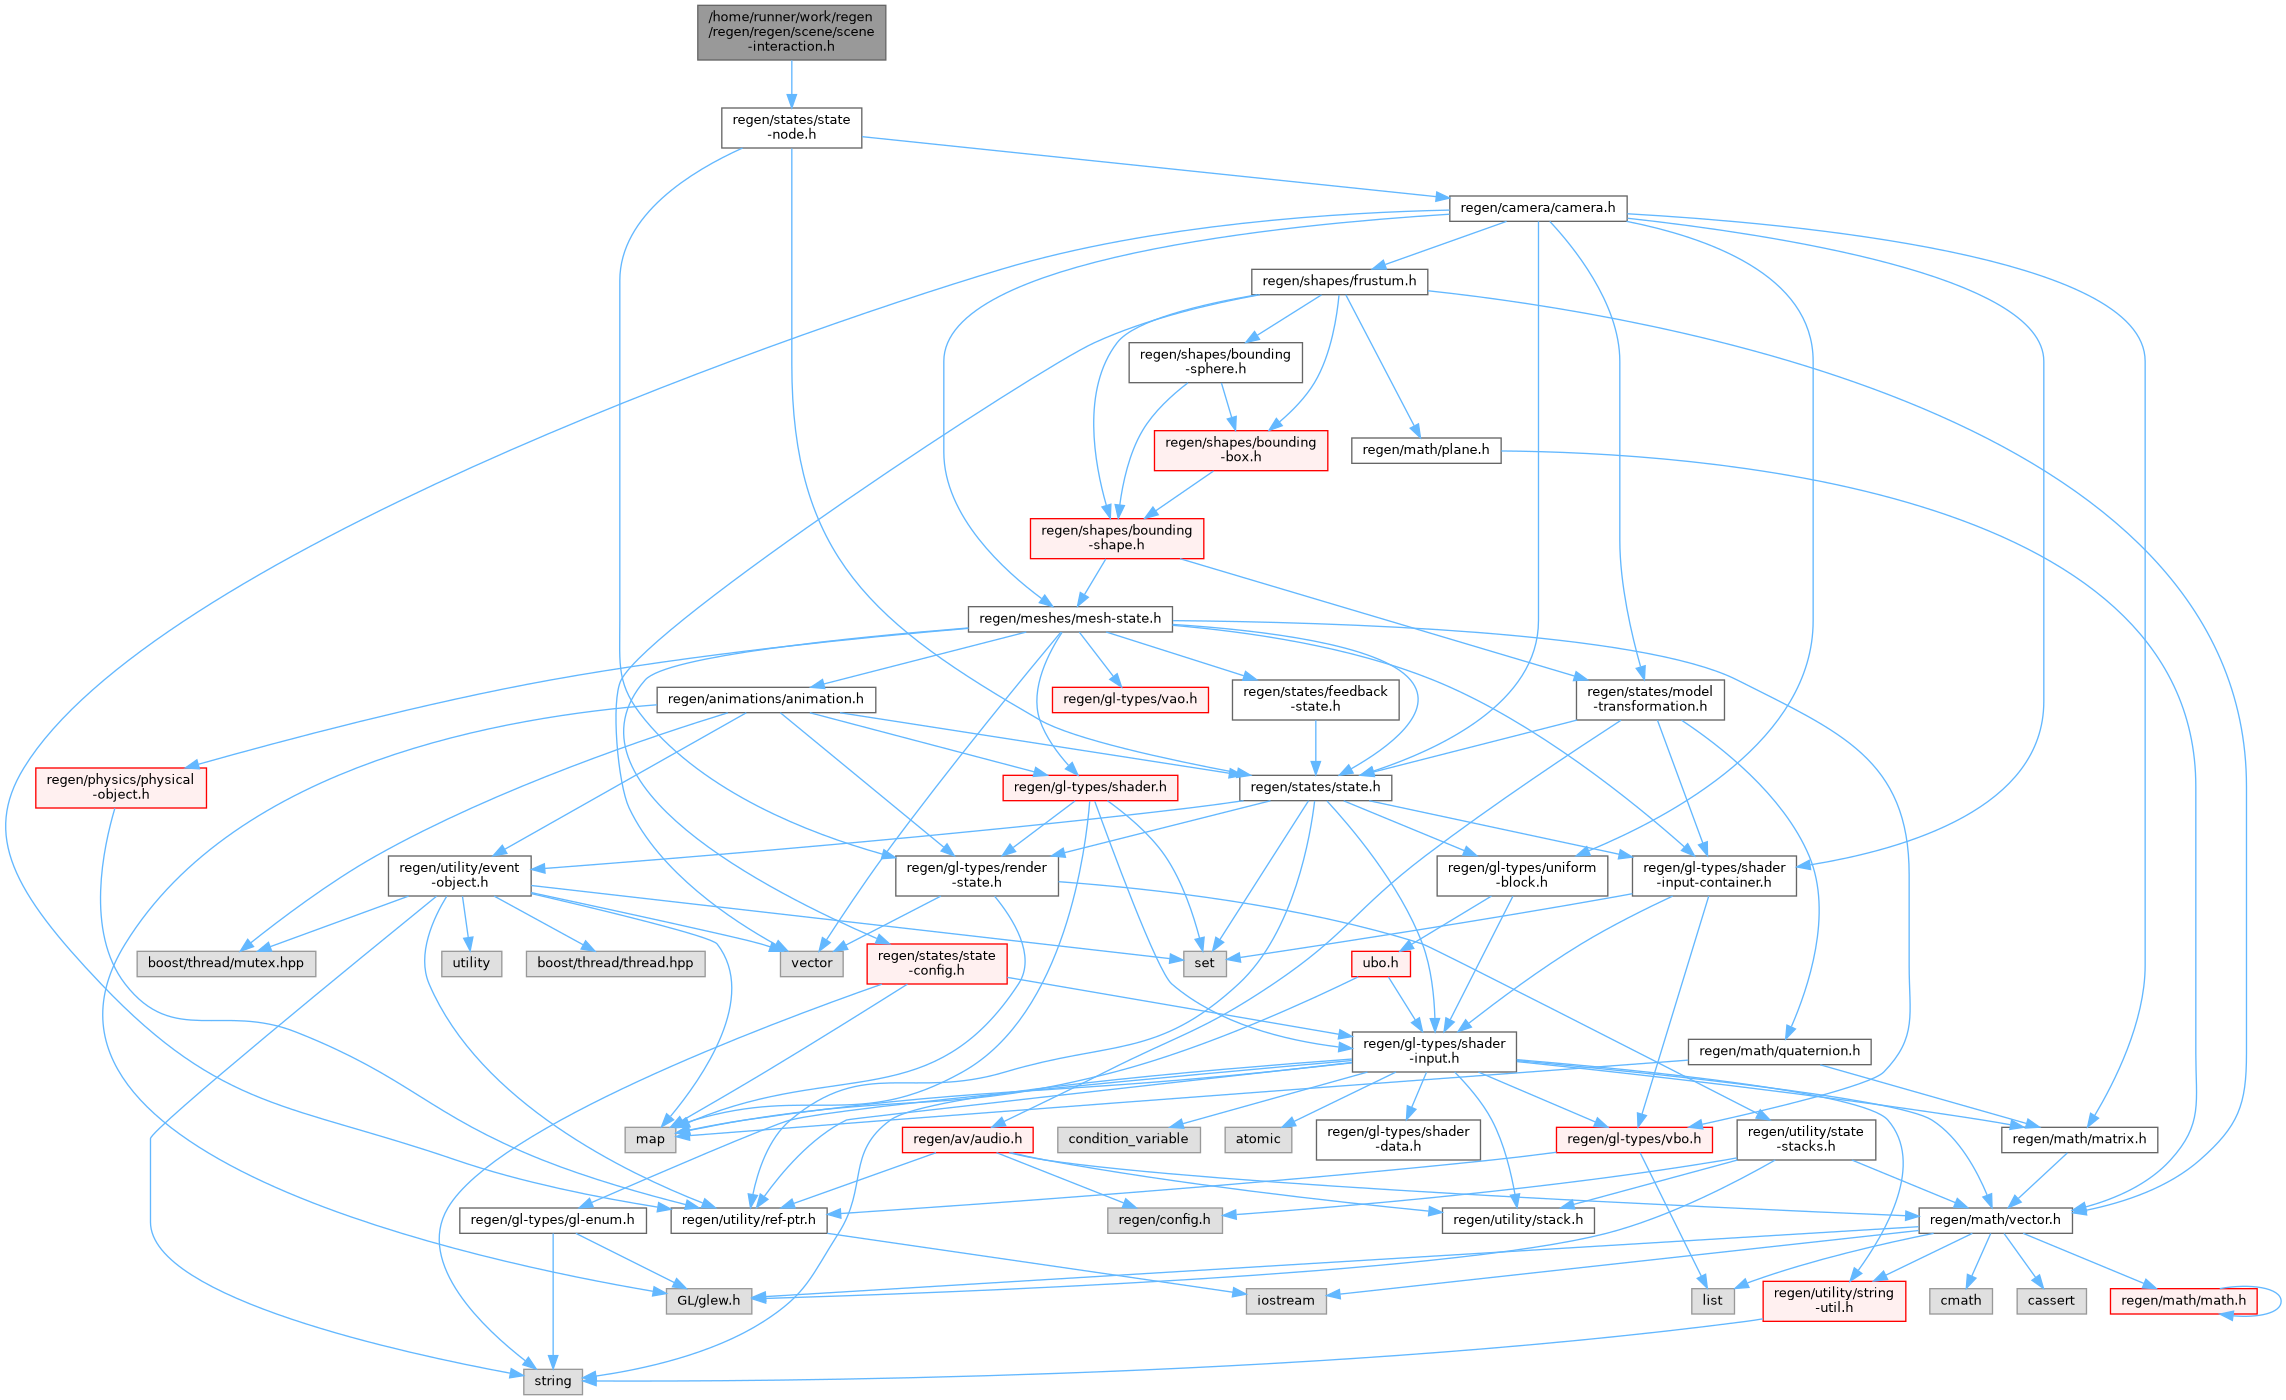 /home/runner/work/regen
/regen/regen/scene/scene
-interaction.h
regen/states/state
-node.h
regen/camera/camera.h
regen/shapes/frustum.h
regen/shapes/bounding
-sphere.h
regen/shapes/bounding
-box.h
regen/math/plane.h
regen/shapes/bounding
-shape.h
regen/meshes/mesh-state.h
regen/animations/animation.h
regen/gl-types/vao.h
regen/states/feedback
-state.h
regen/states/model
-transformation.h
regen/physics/physical
-object.h
regen/gl-types/shader.h
regen/states/state.h
regen/utility/event
-object.h
regen/gl-types/render
-state.h
regen/gl-types/uniform
-block.h
regen/gl-types/shader
-input-container.h
boost/thread/mutex.hpp
utility
boost/thread/thread.hpp
vector
regen/states/state
-config.h
set
ubo.h
regen/gl-types/shader
-input.h
regen/math/quaternion.h
map
regen/av/audio.h
condition_variable
atomic
regen/gl-types/shader
-data.h
regen/gl-types/vbo.h
regen/utility/state
-stacks.h
regen/math/matrix.h
regen/gl-types/gl-enum.h
regen/utility/ref-ptr.h
regen/config.h
regen/utility/stack.h
regen/math/vector.h
GL/glew.h
iostream
list
regen/utility/string
-util.h
cmath
cassert
regen/math/math.h
string